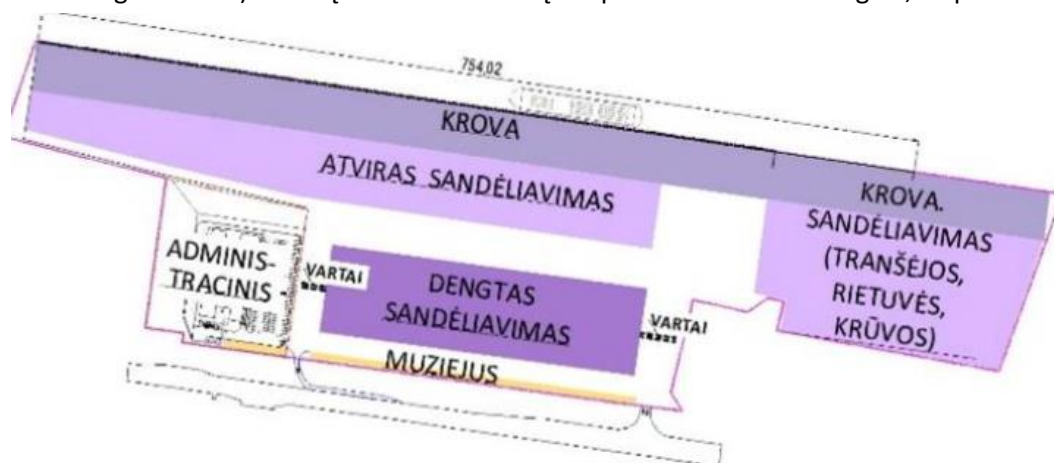 754,02
KROVA
ATVIRAS SANDĖLIAVIMAS
KROVA.
SANDĖLIAVIMAS
(TRANŠĖJOS,
RIETUVĖS,
KRŪVOS)
ADMINIS-
TRACINIS
VARTAI
DENGTAS
SANDĖLIAVIMAS
VARTAI
MUZIEJUS